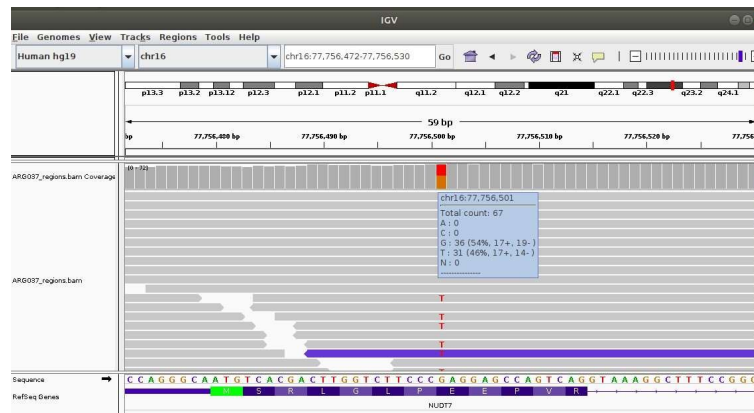 IGV
File Genomes View Tracks Regions Tools Help
Human hg19 chr16 chr16:77,756,472-77,756,530 Go
p13.3 p13.2 p13.12 p12.3 p12.1 p11.2 p11.1 q11.2 q12.1 q12.2 q21 q22.1 q22.3 q23.2 q24.1
59 bp
bp 77,756,480 bp 77,756,490 bp 77,756,500 bp 77,756,510 bp 77,756,520 bp 77,756
[0 - 72]
ARG037_regions.bam Coverage
chr16:77,756,501
Total count: 67
A : 0
C : 0
G : 36 (54%, 17+, 19- )
T : 31 (46%, 17+, 14- )
N : 0
---------------
ARG037_regions.bam
T
T
T
T
T
Sequence C C A G G G C A A T G T C A C G A C T T G G T C T T C C C G A G G A G C C A G T C A G G T A A A G G C T T T C C G G
RefSeq Genes M S R L G L P E E P V R
NUDT7